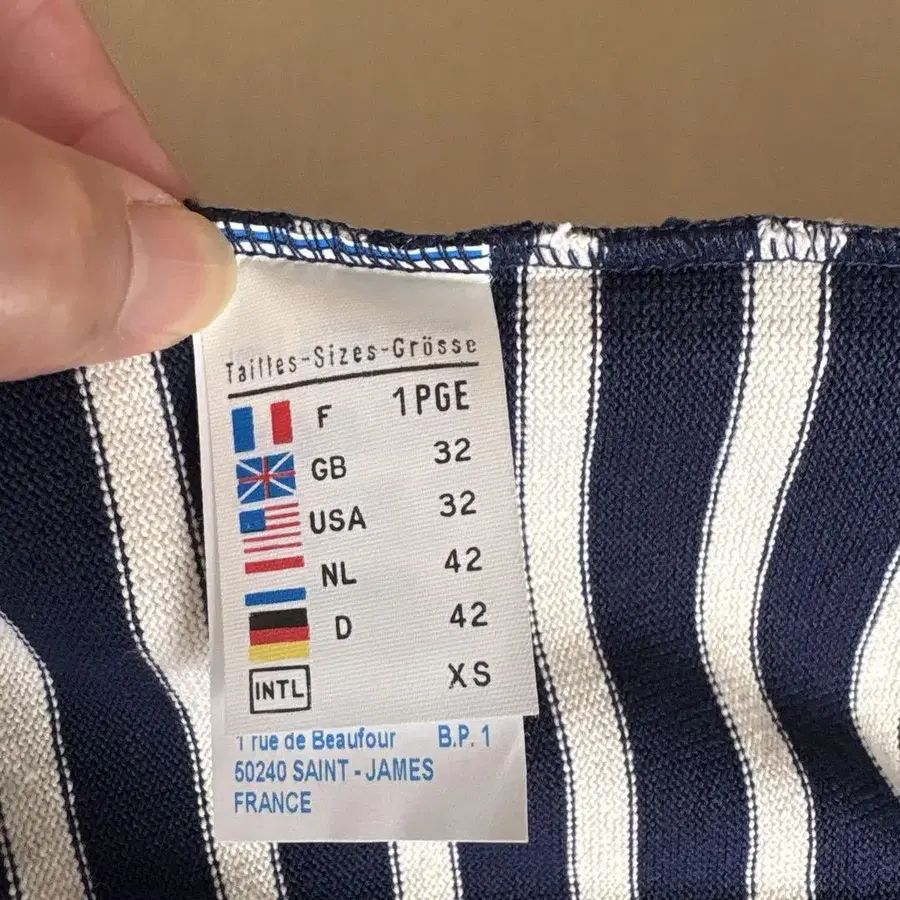 Tailles-Sizes-Grösse
F 1PGE
GB 32
USA 32
NL 42
D 42
INTL XS
1 rue de Beaufour B.P. 1
50240 SAINT-JAMES
FRANCE